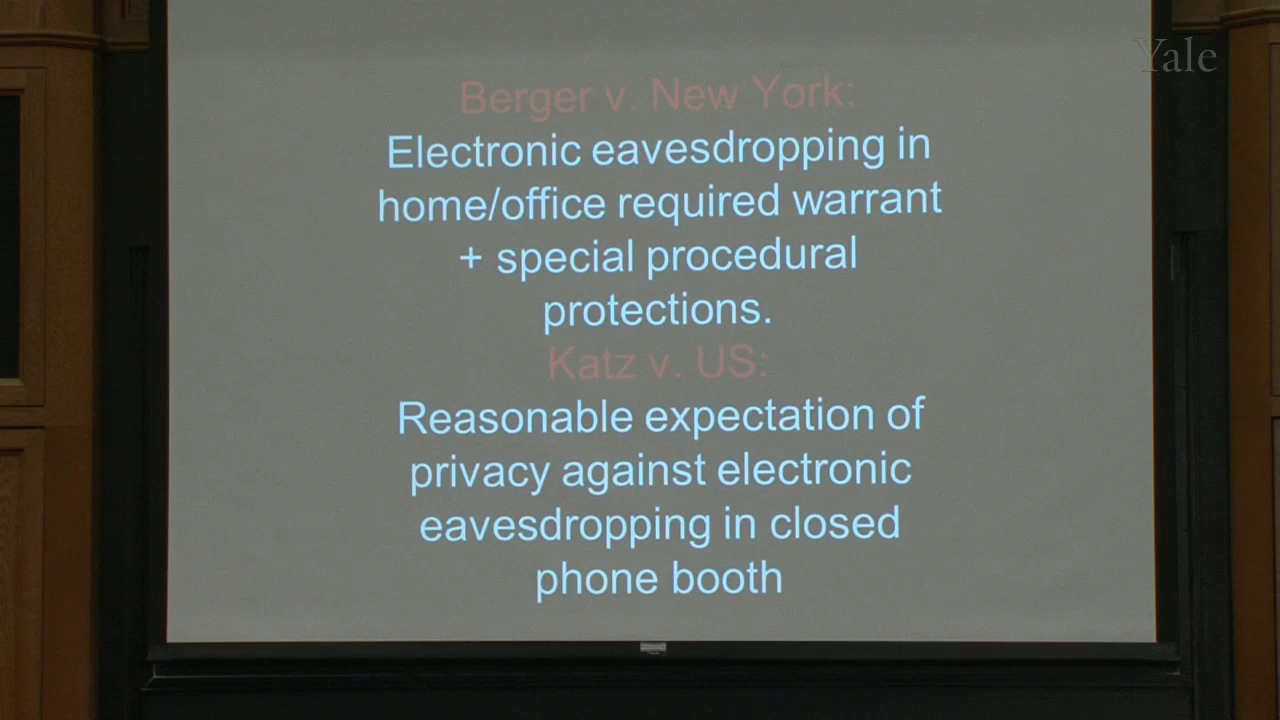 Yale
Berger v. New York:
Electronic eavesdropping in
home/office required warrant
+ special procedural
protections.
Katz v. US:
Reasonable expectation of
privacy against electronic
eavesdropping in closed
phone booth